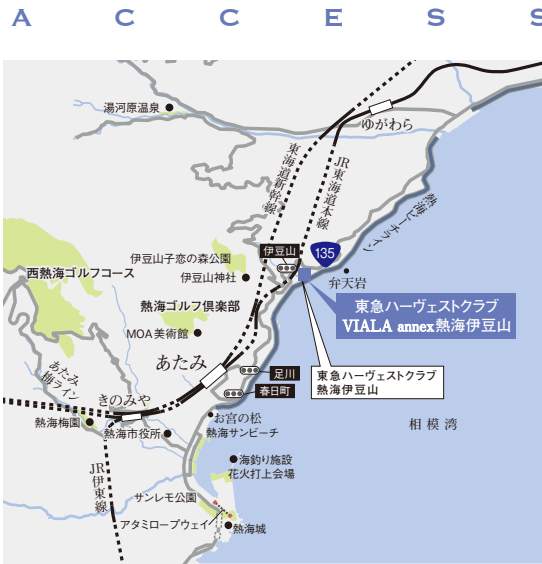 A C C E S S
湯河原温泉
ゆがわら
東海道新幹線
JR東海道本線
熱海ビーチライン
135
伊豆山
伊豆山子恋の森公園
伊豆山神社
弁天岩
西熱海ゴルフコース
熱海ゴルフ倶楽部
MOA美術館
東急ハーヴェストクラブ
VIALA annex熱海伊豆山
あたみ
足川
春日町
東急ハーヴェストクラブ
熱海伊豆山
あたみ
梅ライン
きのみや
熱海梅園
熱海市役所
お宮の松
熱海サンビーチ
相模湾
海釣り施設
花火打上会場
JR伊東線
サンレモ公園
アタミロープウェイ
熱海城